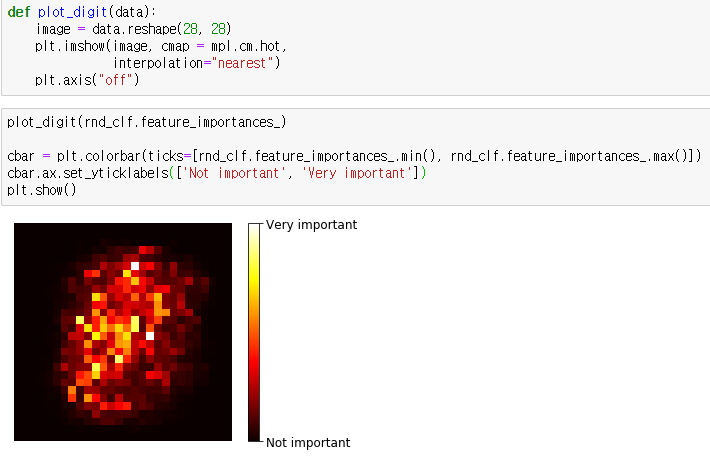 def plot_digit(data):
    image = data.reshape(28, 28)
    plt.imshow(image, cmap = mpl.cm.hot,
               interpolation="nearest")
    plt.axis("off")
plot_digit(rnd_clf.feature_importances_)
cbar = plt.colorbar(ticks=[rnd_clf.feature_importances_.min(), rnd_clf.feature_importances_.max()])
cbar.ax.set_yticklabels(['Not important', 'Very important'])
plt.show()
Very important
Not important